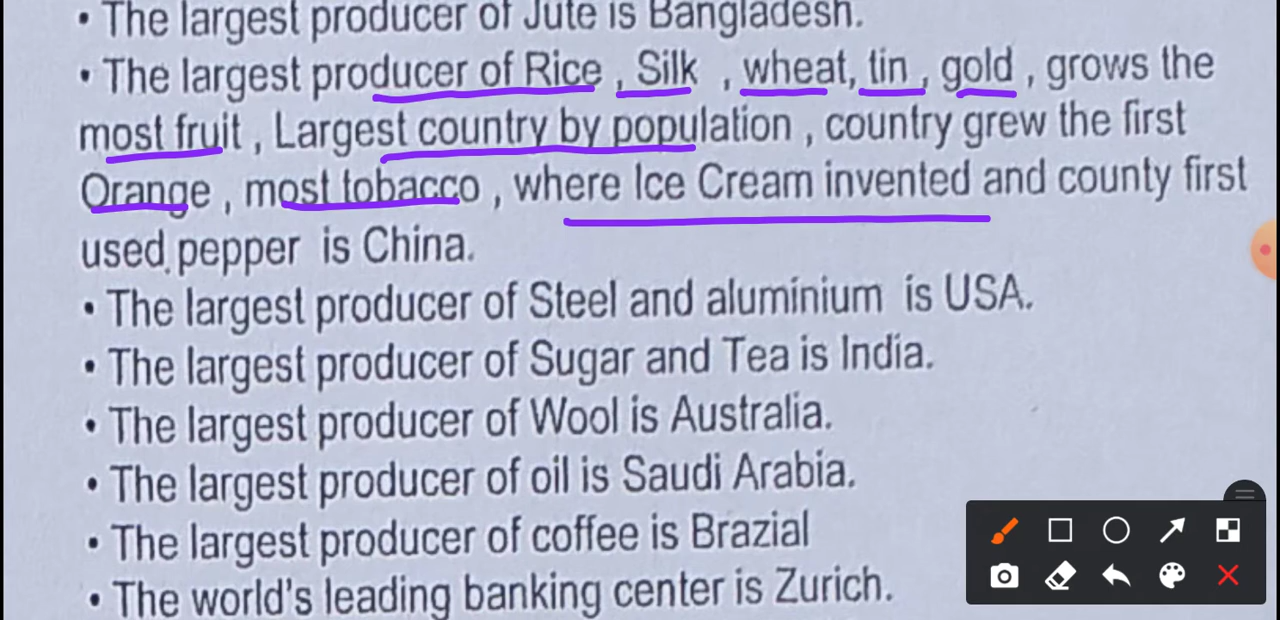 • The largest producer of Jute is Bangladesh.
• The largest producer of Rice , Silk , wheat, tin , gold , grows the
most fruit , Largest country by population , country grew the first
Orange , most tobacco , where Ice Cream invented and county first
used pepper is China.
• The largest producer of Steel and aluminium is USA.
• The largest producer of Sugar and Tea is India.
• The largest producer of Wool is Australia.
• The largest producer of oil is Saudi Arabia.
• The largest producer of coffee is Brazial
• The world's leading banking center is Zurich.